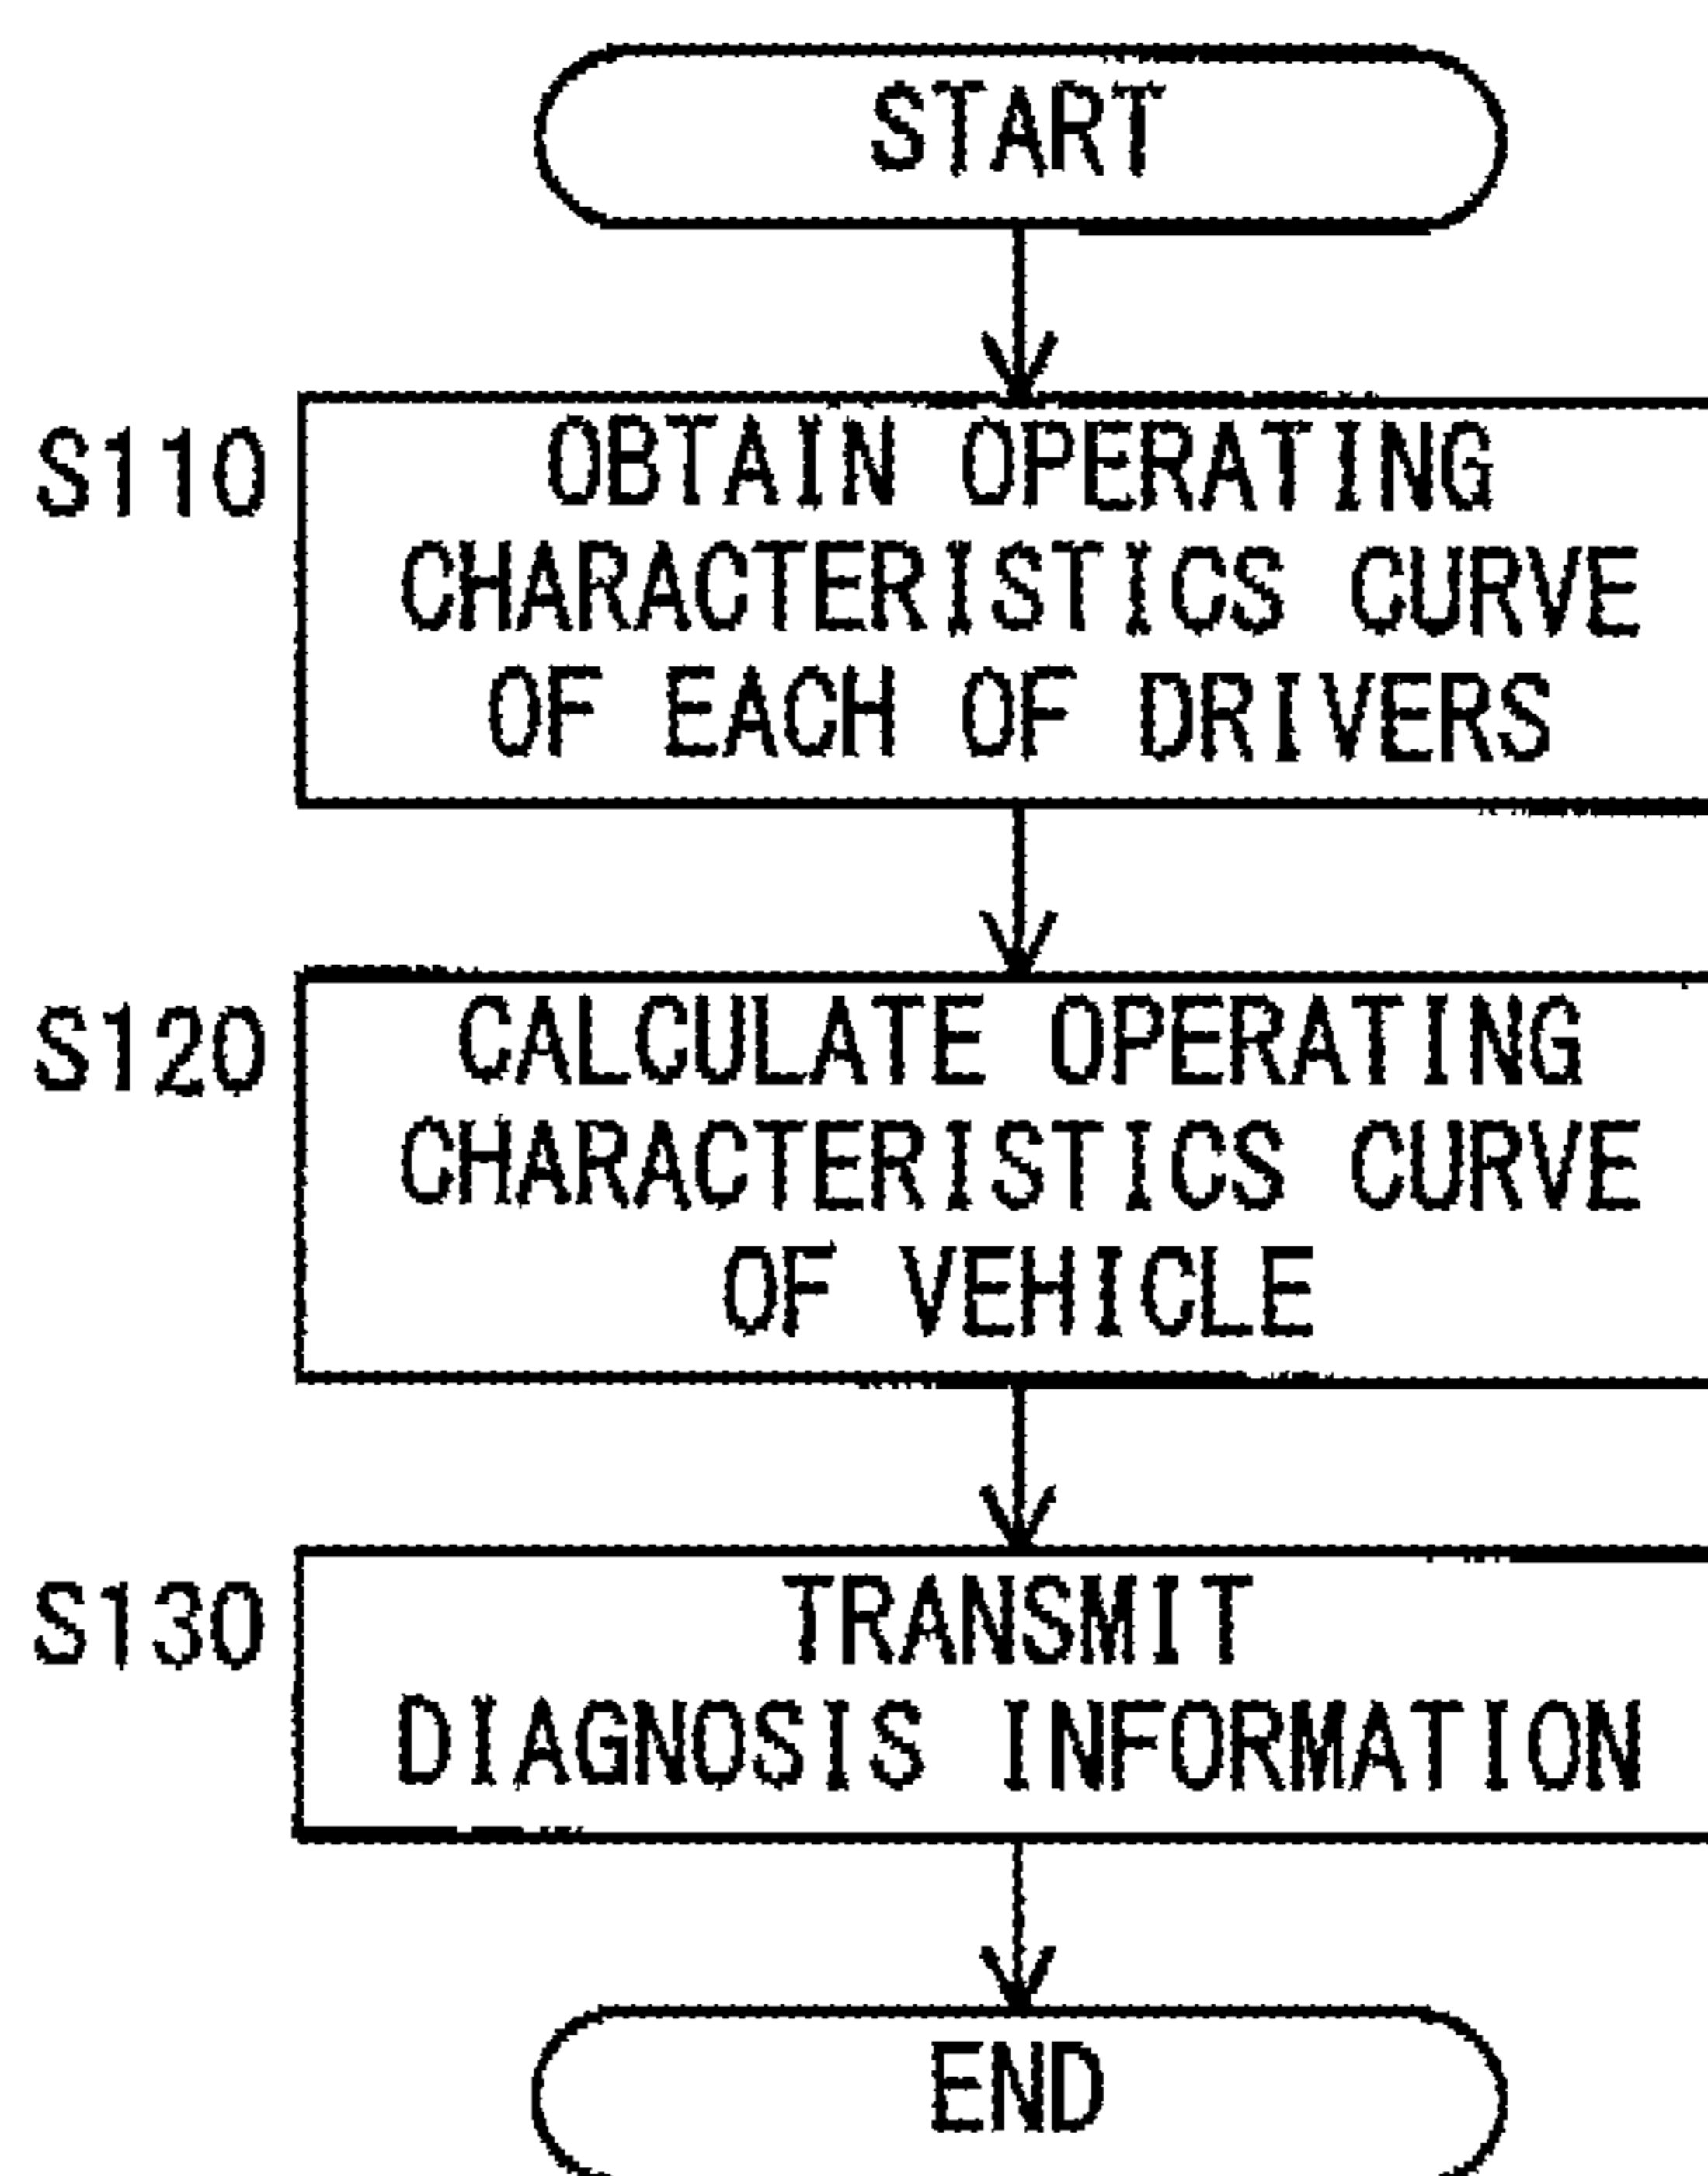 START
S110
OBTAIN OPERATING
CHARACTERISTICS CURVE
OF EACH OF DRIVERS
S120
CALCULATE OPERATING
CHARACTERISTICS CURVE
OF VEHICLE
S130
TRANSMIT
DIAGNOSIS INFORMATION
END